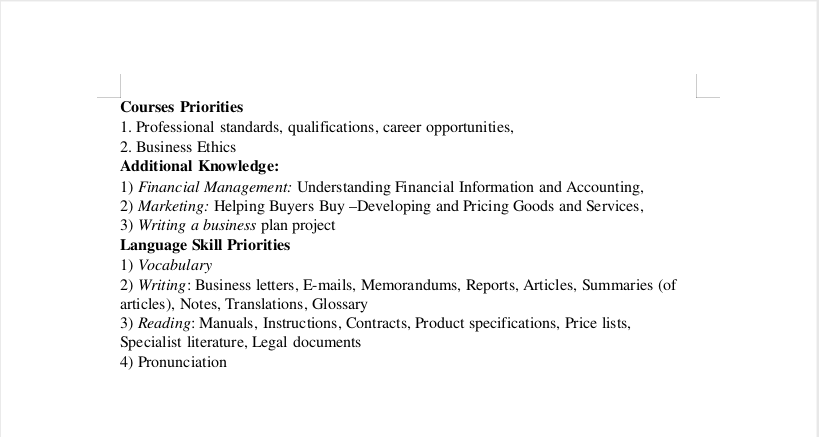 Courses Priorities
1. Professional standards, qualifications, career opportunities,
2. Business Ethics
Additional Knowledge:
1) Financial Management: Understanding Financial Information and Accounting,
2) Marketing: Helping Buyers Buy –Developing and Pricing Goods and Services,
3) Writing a business plan project
Language Skill Priorities
1) Vocabulary
2) Writing: Business letters, E-mails, Memorandums, Reports, Articles, Summaries (of
articles), Notes, Translations, Glossary
3) Reading: Manuals, Instructions, Contracts, Product specifications, Price lists,
Specialist literature, Legal documents
4) Pronunciation